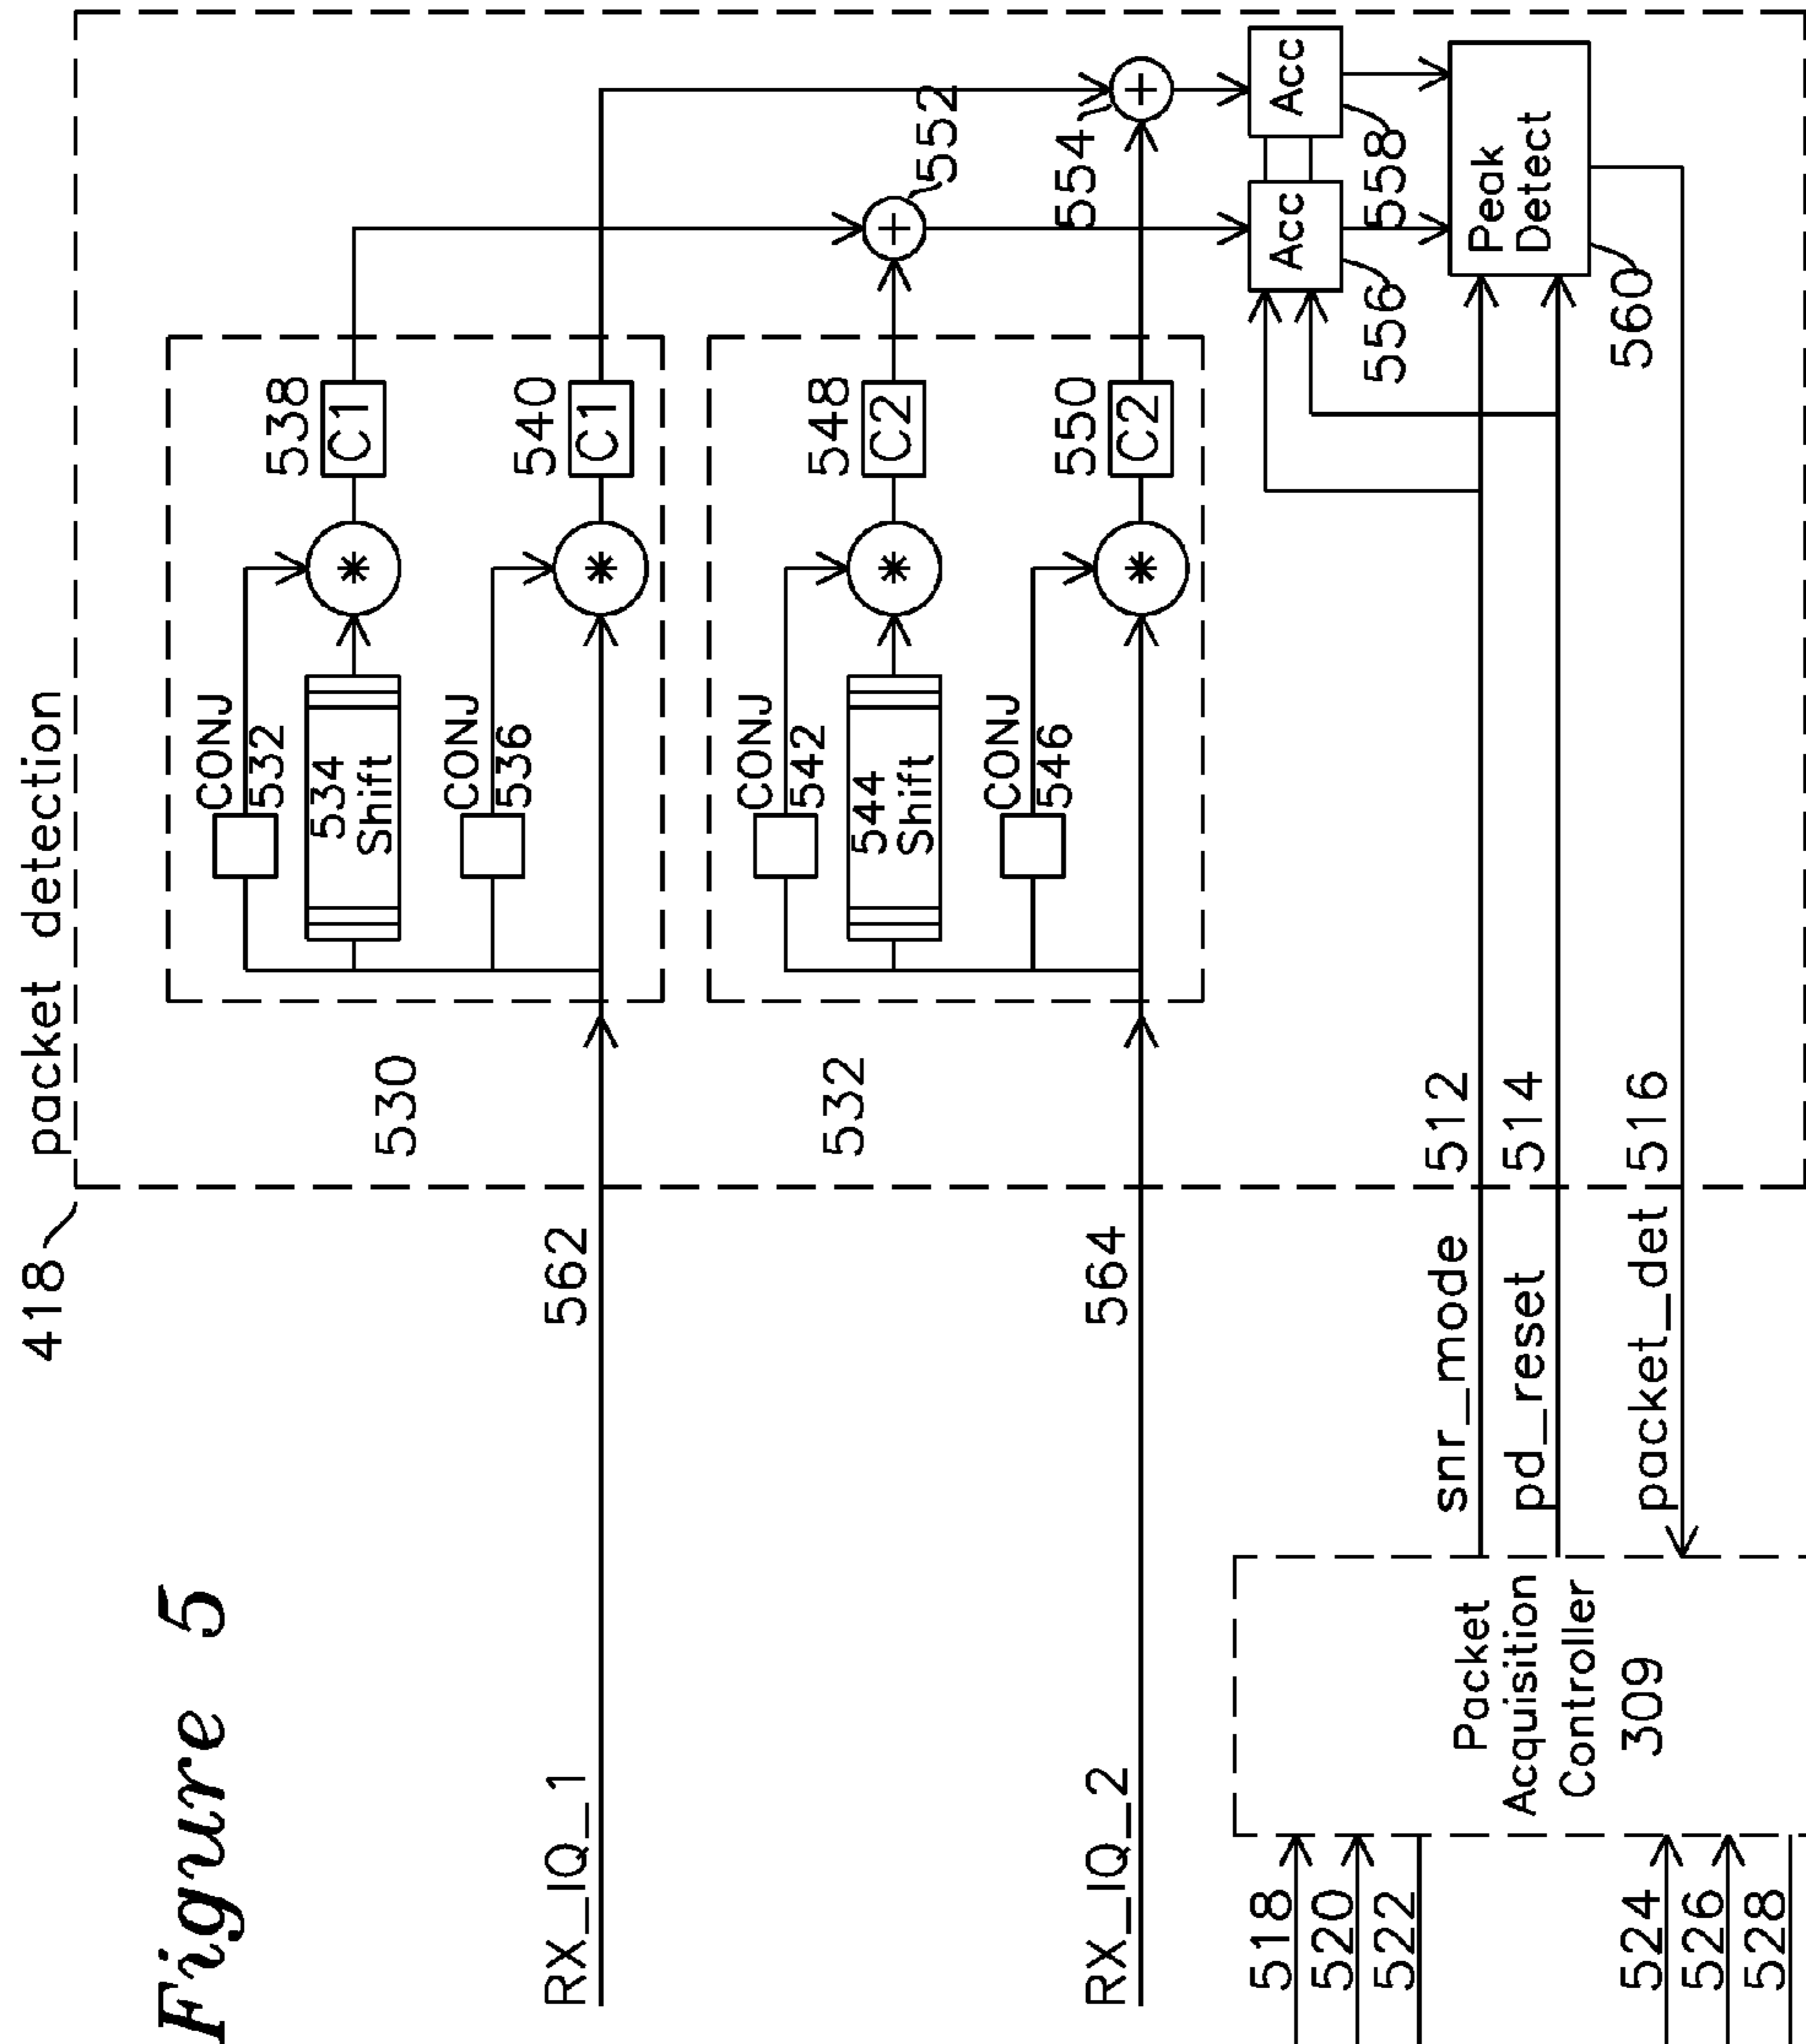 Figure 5
418
packet detection
CONJ
532
534
Shift
538
C1
CONJ
536
540
C1
530
RX_IQ_1
562
CONJ
542
544
Shift
548
C2
552
CONJ
546
550
C2
554
532
RX_IQ_2
564
Acc
Acc
556
558
Peak
Detect
560
snr_mode
512
pd_reset
514
packet_det
516
Packet
Acquisition
Controller
309
518
520
522
524
526
528